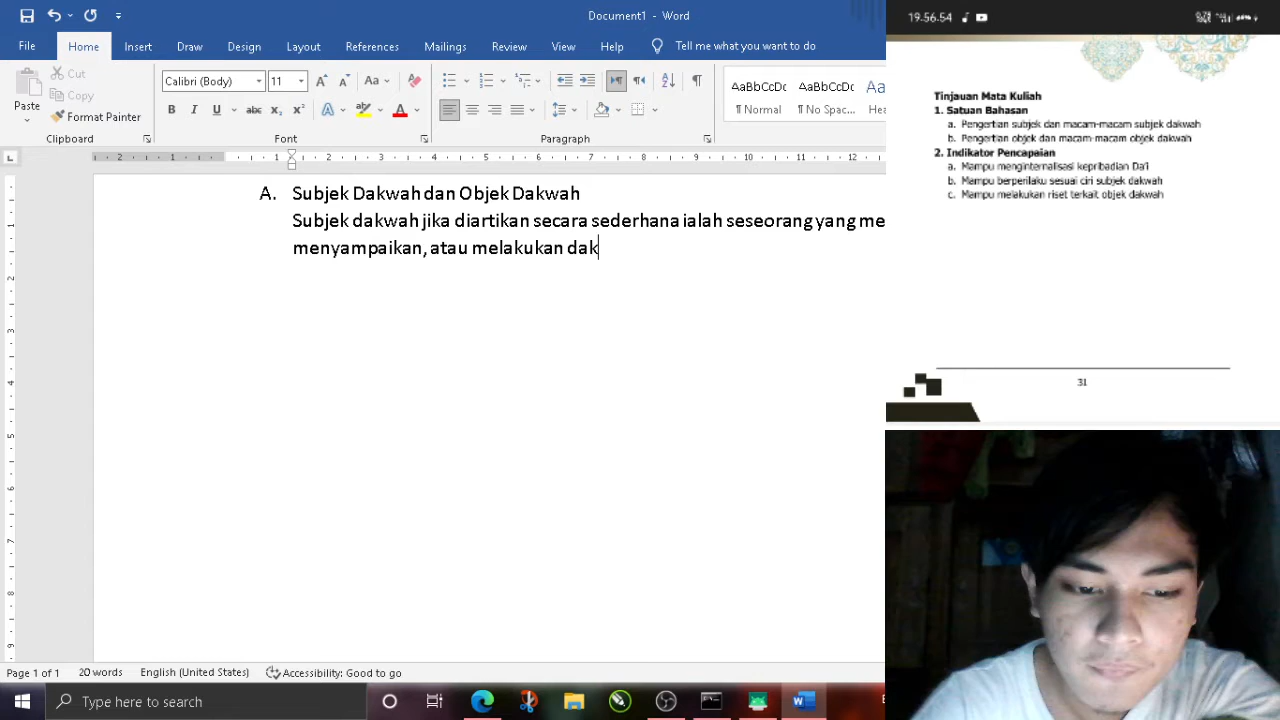 Document1 - Word
File Home Insert Draw Design Layout References Mailings Review View Help Tell me what you want to do
Cut
Copy
Paste Format Painter
Calibri (Body) 11
AaBbCcDc AaBbCcDc
Normal No Spac...
Clipboard Font Paragraph
A. Subjek Dakwah dan Objek Dakwah
Subjek dakwah jika diartikan secara sederhana ialah seseorang yang me
menyampaikan, atau melakukan dak
Page 1 of 1 20 words English (United States) Accessibility: Good to go
Type here to search
19.56.54
Tinjauan Mata Kuliah
1. Satuan Bahasan
a. Pengertian subjek dan macam-macam subjek dakwah
b. Pengertian objek dan macam-macam objek dakwah
2. Indikator Pencapaian
a. Mampu menginternalisasi kepribadian Da'i
b. Mampu berperilaku sesuai ciri subjek dakwah
c. Mampu melakukan riset terkait objek dakwah
31